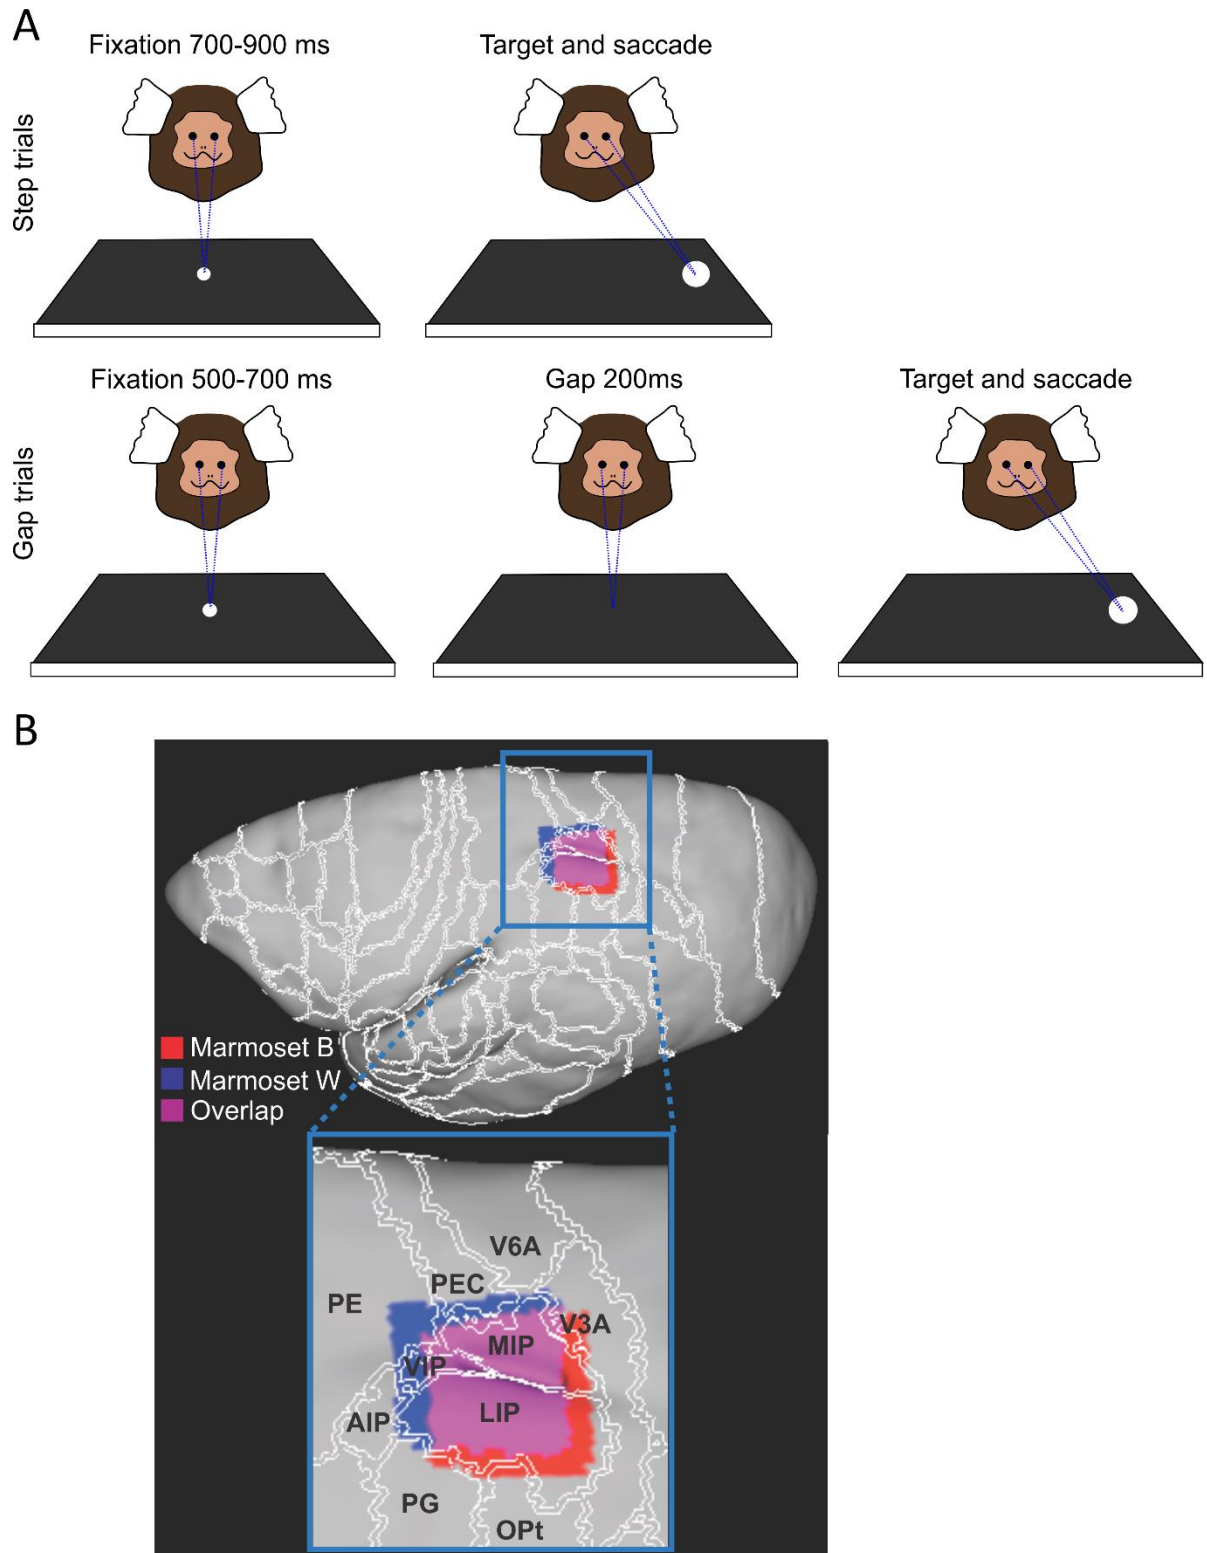 A
Fixation 700-900 ms
Target and saccade
Step trials
Fixation 500-700 ms
Gap 200ms
Target and saccade
Gap trials
B
Marmoset B
Marmoset W
Overlap
V6A
PEC
PE
V3A
MIP
VIP
LIP
AIP
PG
OPt